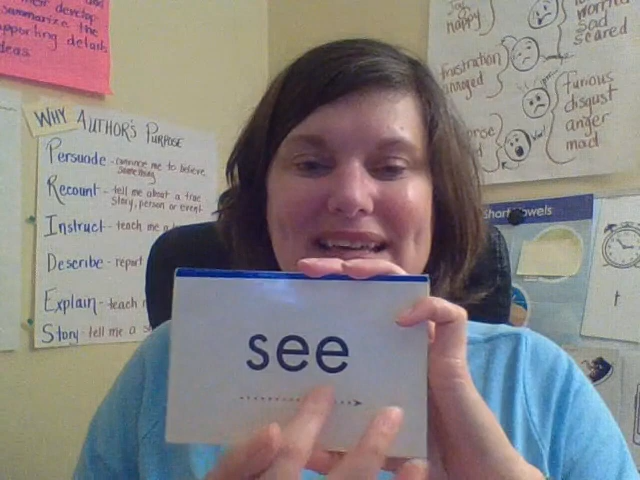 summarize the
supporting details
ideas
WHY AUTHOR'S PURPOSE
Persuade - convince me to believe
something
Recount - tell me about a true
story, person or event
Instruct - teach me
Describe - report
Explain - teach
Story - tell me a
happy
frustration
worried
sad
scared
furious
disgust
anger
mad
Short Vowels
see